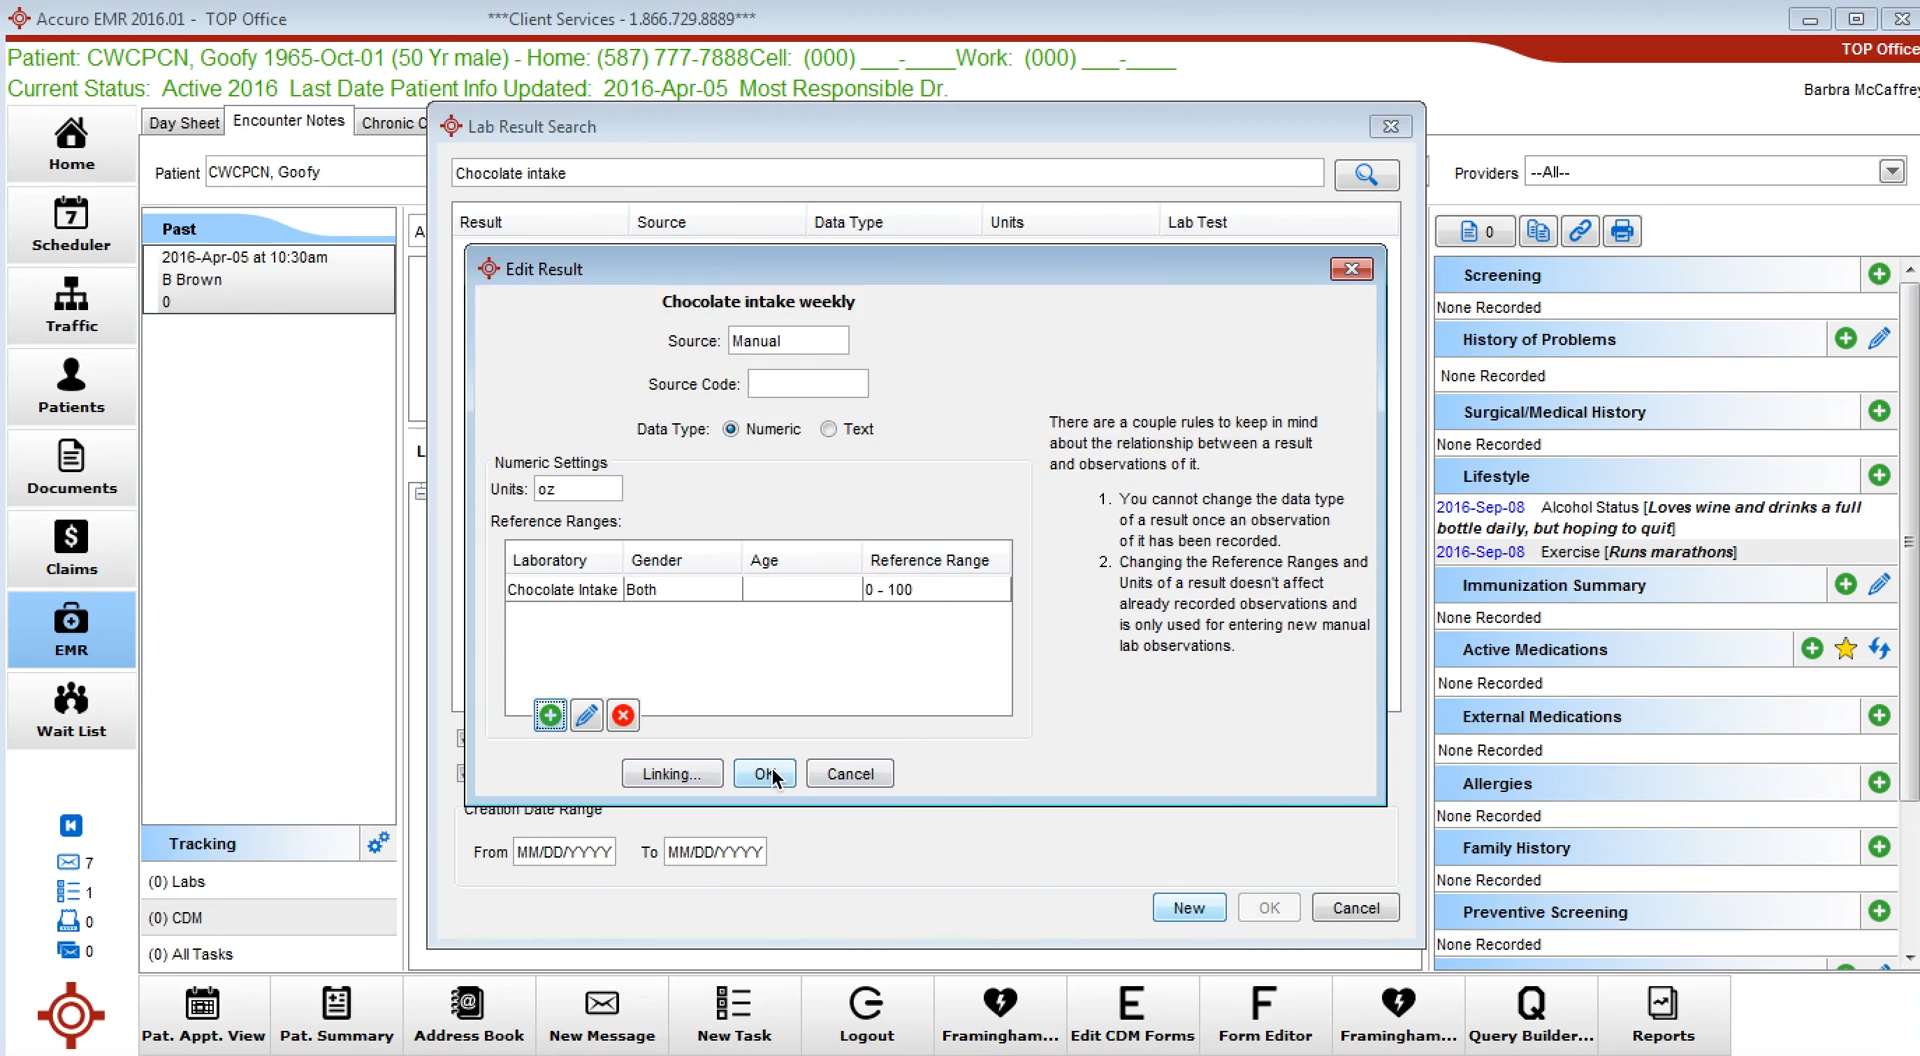 Accuro EMR 2016.01 - TOP Office
***Client Services - 1.866.729.8889***
Patient: CWCPCN, Goofy 1965-Oct-01 (50 Yr male) - Home: (587) 777-7888Cell: (000) ___-____Work: (000) ___-____
TOP Office
Current Status: Active 2016 Last Date Patient Info Updated: 2016-Apr-05 Most Responsible Dr.
Barbra McCaffrey
Home
7
Scheduler
Traffic
Patients
Documents
$
Claims
EMR
Wait List
7
1
0
0
Day Sheet
Encounter Notes
Chronic C
Patient
CWCPCN, Goofy
Past
2016-Apr-05 at 10:30am
B Brown
0
Tracking
(0) Labs
(0) CDM
(0) All Tasks
A
L
Lab Result Search
Chocolate intake
Result
Source
Data Type
Units
Lab Test
Edit Result
Chocolate intake weekly
Source:
Manual
Source Code:
Data Type:
Numeric
Text
Numeric Settings
Units:
oz
Reference Ranges:
Laboratory
Gender
Age
Reference Range
Chocolate Intake
Both
0 - 100
There are a couple rules to keep in mind
about the relationship between a result
and observations of it.
1. You cannot change the data type
of a result once an observation
of it has been recorded.
2. Changing the Reference Ranges and
Units of a result doesn't affect
already recorded observations and
is only used for entering new manual
lab observations.
Linking...
OK
Cancel
Creation Date Range
From
MM/DD/YYYY
To
MM/DD/YYYY
New
OK
Cancel
Providers
--All--
0
Screening
None Recorded
History of Problems
None Recorded
Surgical/Medical History
None Recorded
Lifestyle
2016-Sep-08 Alcohol Status [Loves wine and drinks a full
bottle daily, but hoping to quit]
2016-Sep-08 Exercise [Runs marathons]
Immunization Summary
None Recorded
Active Medications
None Recorded
External Medications
None Recorded
Allergies
None Recorded
Family History
None Recorded
Preventive Screening
None Recorded
Pat. Appt. View
Pat. Summary
@
Address Book
New Message
New Task
Logout
Framingham...
E
Edit CDM Forms
F
Form Editor
Framingham...
Q
Query Builder...
Reports